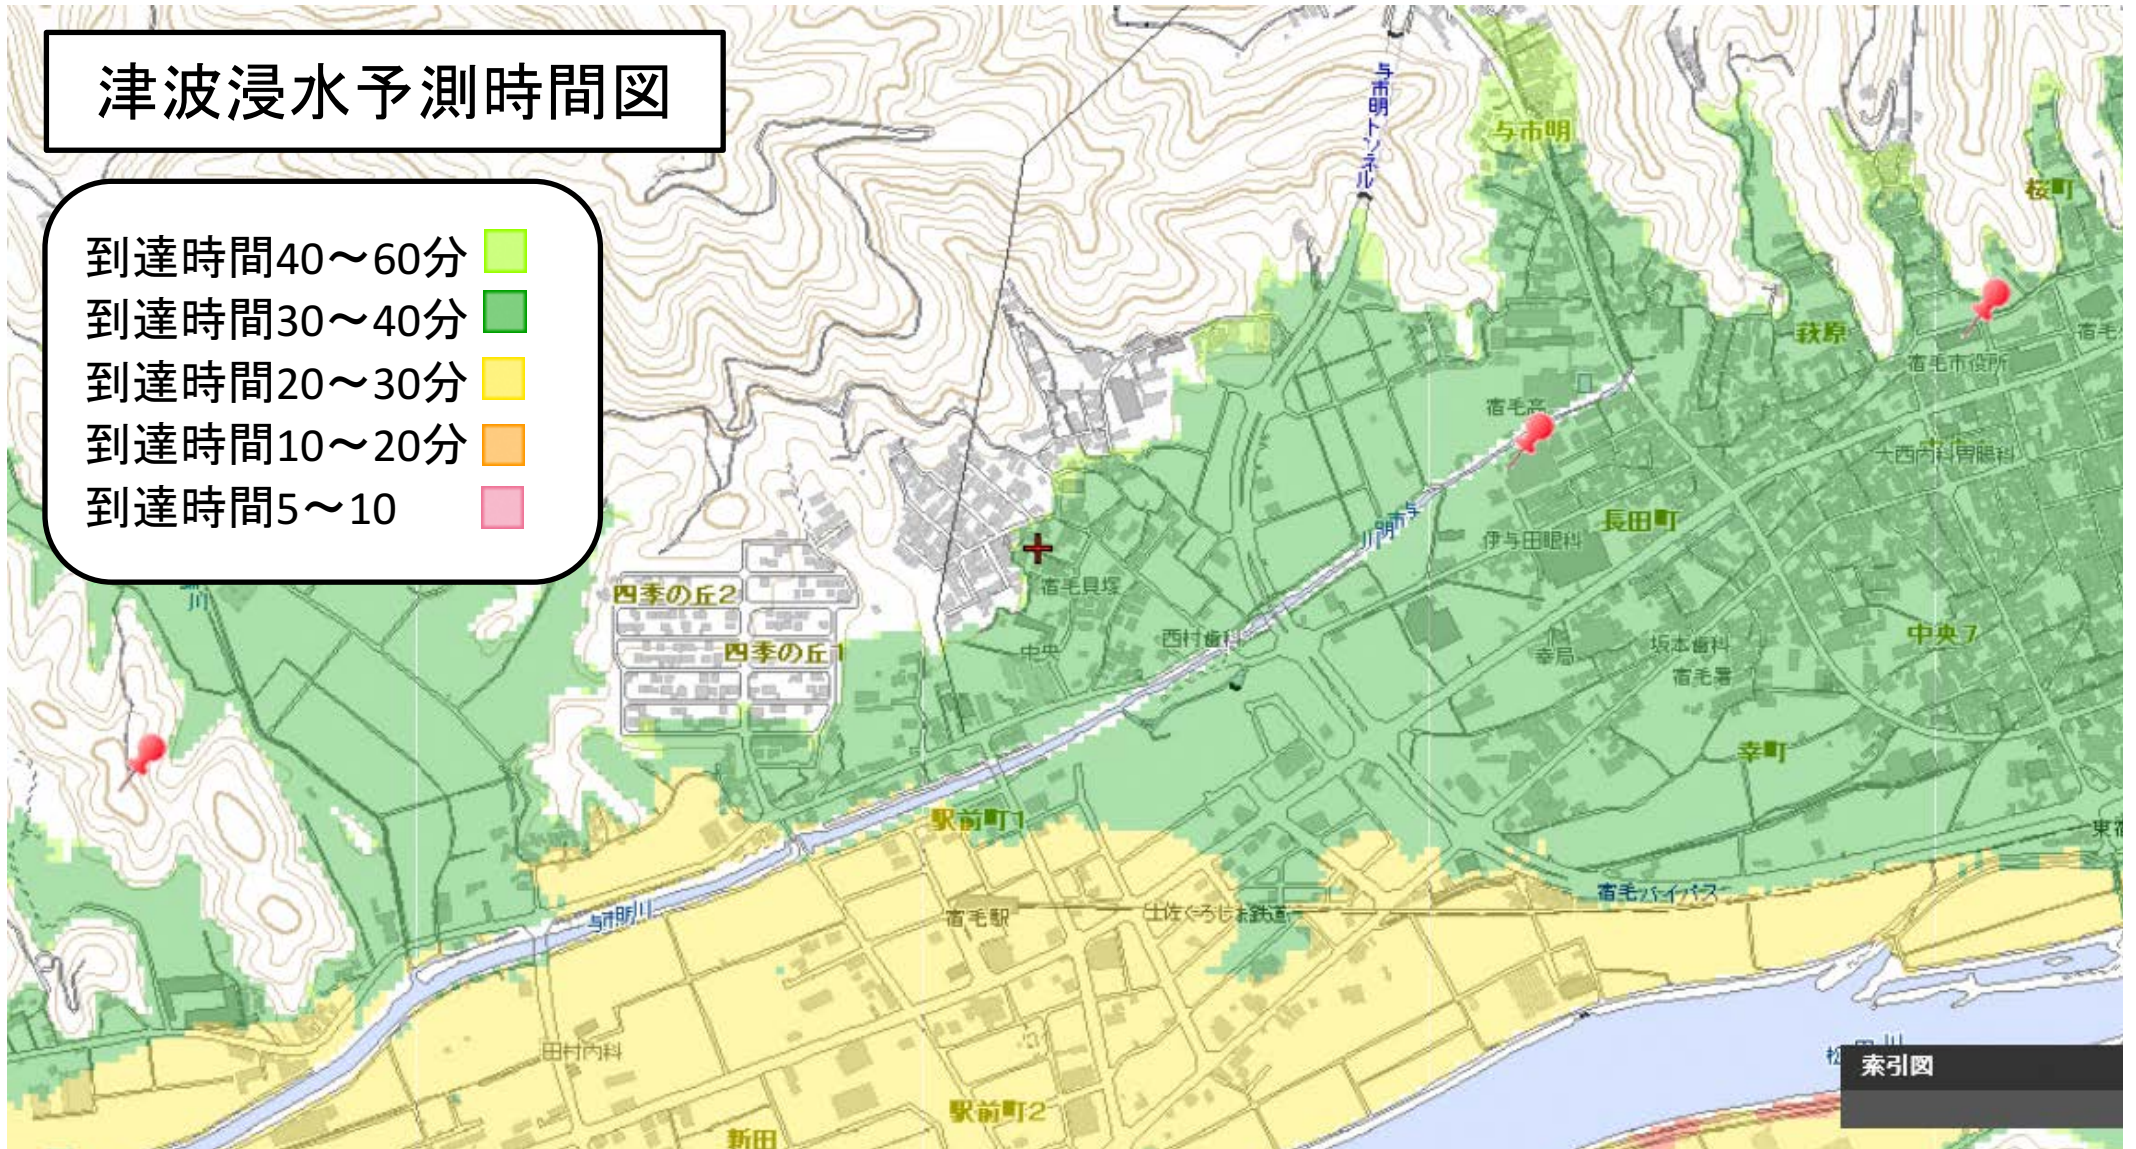 津波浸水予測時間図
到達時間40～60分
到達時間30～40分
到達時間20～30分
到達時間10～20分
到達時間5～10
与市明トンネル
与市明
桜町
萩原
宿毛市役所
宿毛高
大西内科胃腸科
長田町
与市明川
伊与田眼科
四季の丘2
宿毛貝塚
四季の丘1
中央
西村歯科
幸局
坂本歯科
宿毛署
中央7
幸町
駅前町1
宿毛バイパス
与市明川
宿毛駅
土佐くろしお鉄道
田村内科
索引図
駅前町2
新田